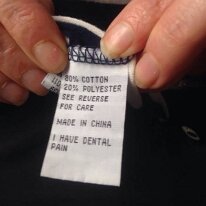 80% COTTON
20% POLYESTER
SEE REVERSE
FOR CARE
MADE IN CHINA
I HAVE DENTAL
PAIN